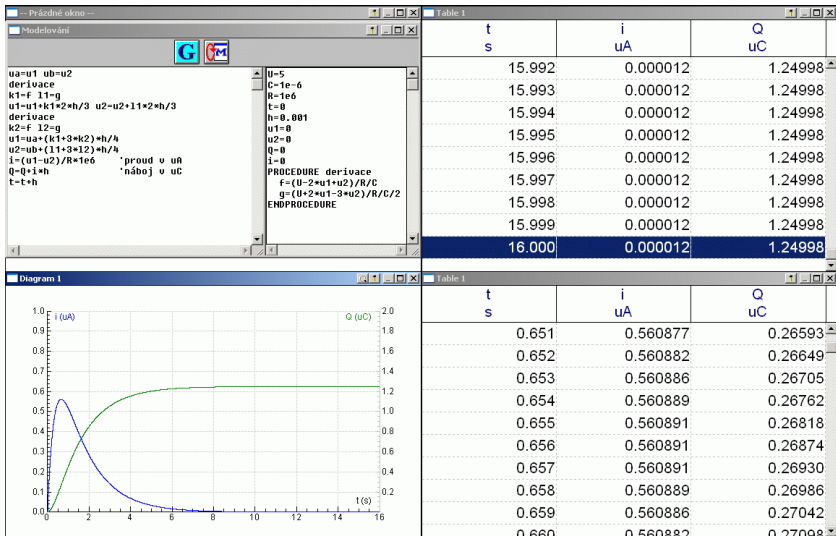 -- Prázdné okno --
Modelování
G
M
ua=u1 ub=u2
derivace
k1=f l1=g
u1=u1+k1*2*h/3 u2=u2+l1*2*h/3
derivace
k2=f l2=g
u1=ua+(k1+3*k2)*h/4
u2=ub+(l1+3*l2)*h/4
i=(u1-u2)/R*1e6 'proud v uA
Q=Q+i*h 'náboj v uC
t=t+h
U=5
C=1e-6
R=1e6
t=0
h=0.001
u1=0
u2=0
Q=0
i=0
PROCEDURE derivace
f=(U-2*u1+u2)/R/C
g=(U+2*u1-3*u2)/R/C/2
ENDPROCEDURE
Table 1
t i Q
s uA uC
15.992 0.000012 1.24998
15.993 0.000012 1.24998
15.994 0.000012 1.24998
15.995 0.000012 1.24998
15.996 0.000012 1.24998
15.997 0.000012 1.24998
15.998 0.000012 1.24998
15.999 0.000012 1.24998
16.000 0.000012 1.24998
Diagram 1
i (uA) Q (uC)
1.0 2.0
0.9 1.8
0.8 1.6
0.7 1.4
0.6 1.2
0.5 1.0
0.4 0.8
0.3 0.6
0.2 0.4
0.1 0.2
t (s)
0.0
0 2 4 6 8 10 12 14 16
Table 1
t i Q
s uA uC
0.651 0.560877 0.26593
0.652 0.560882 0.26649
0.653 0.560886 0.26705
0.654 0.560889 0.26762
0.655 0.560891 0.26818
0.656 0.560891 0.26874
0.657 0.560891 0.26930
0.658 0.560889 0.26986
0.659 0.560886 0.27042
0.660 0.560882 0.27098